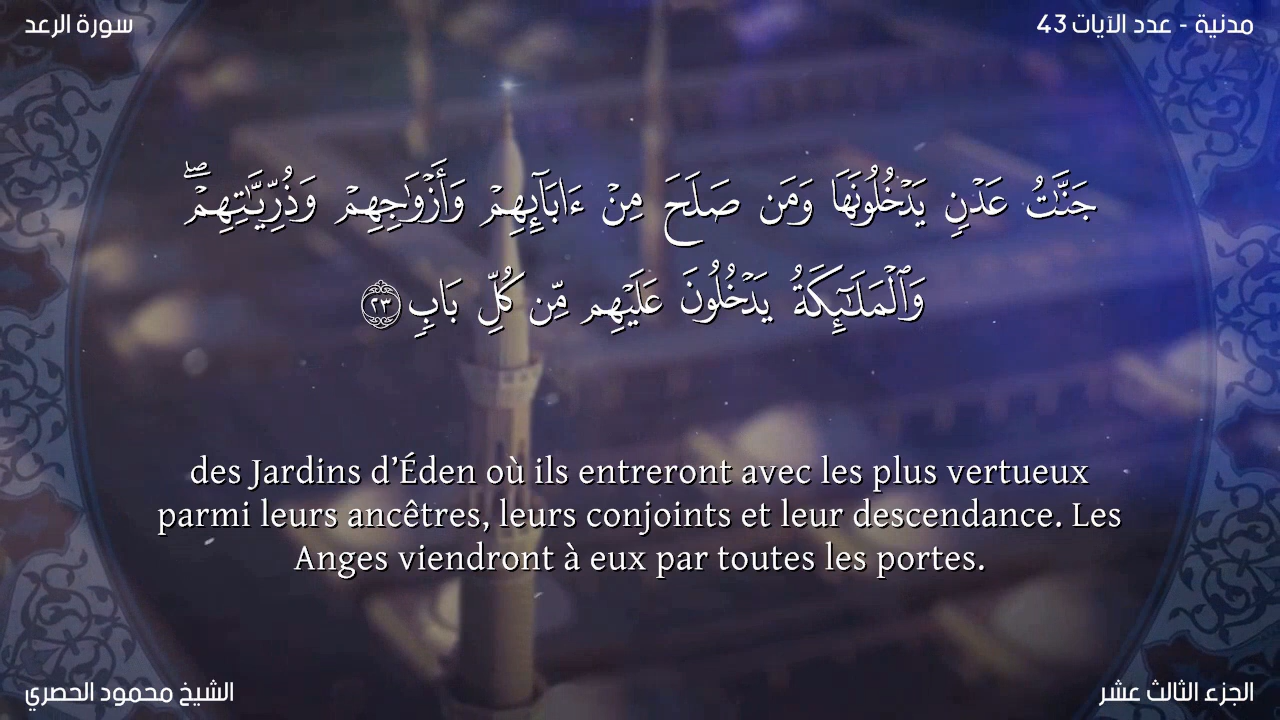 سورة الرعد
مدنية - عدد الآيات 43
جَنَّٰتُ عَدْنٍ يَدْخُلُونَهَا وَمَن صَلَحَ مِنْ ءَابَآئِهِمْ وَأَزْوَٰجِهِمْ وَذُرِّيَّٰتِهِمْ ۖ
وَٱلْمَلَٰٓئِكَةُ يَدْخُلُونَ عَلَيْهِم مِّن كُلِّ بَابٍ ٢٣
des Jardins d’Éden où ils entreront avec les plus vertueux
parmi leurs ancêtres, leurs conjoints et leur descendance. Les
Anges viendront à eux par toutes les portes.
الشيخ محمود الحصري
الجزء الثالث عشر